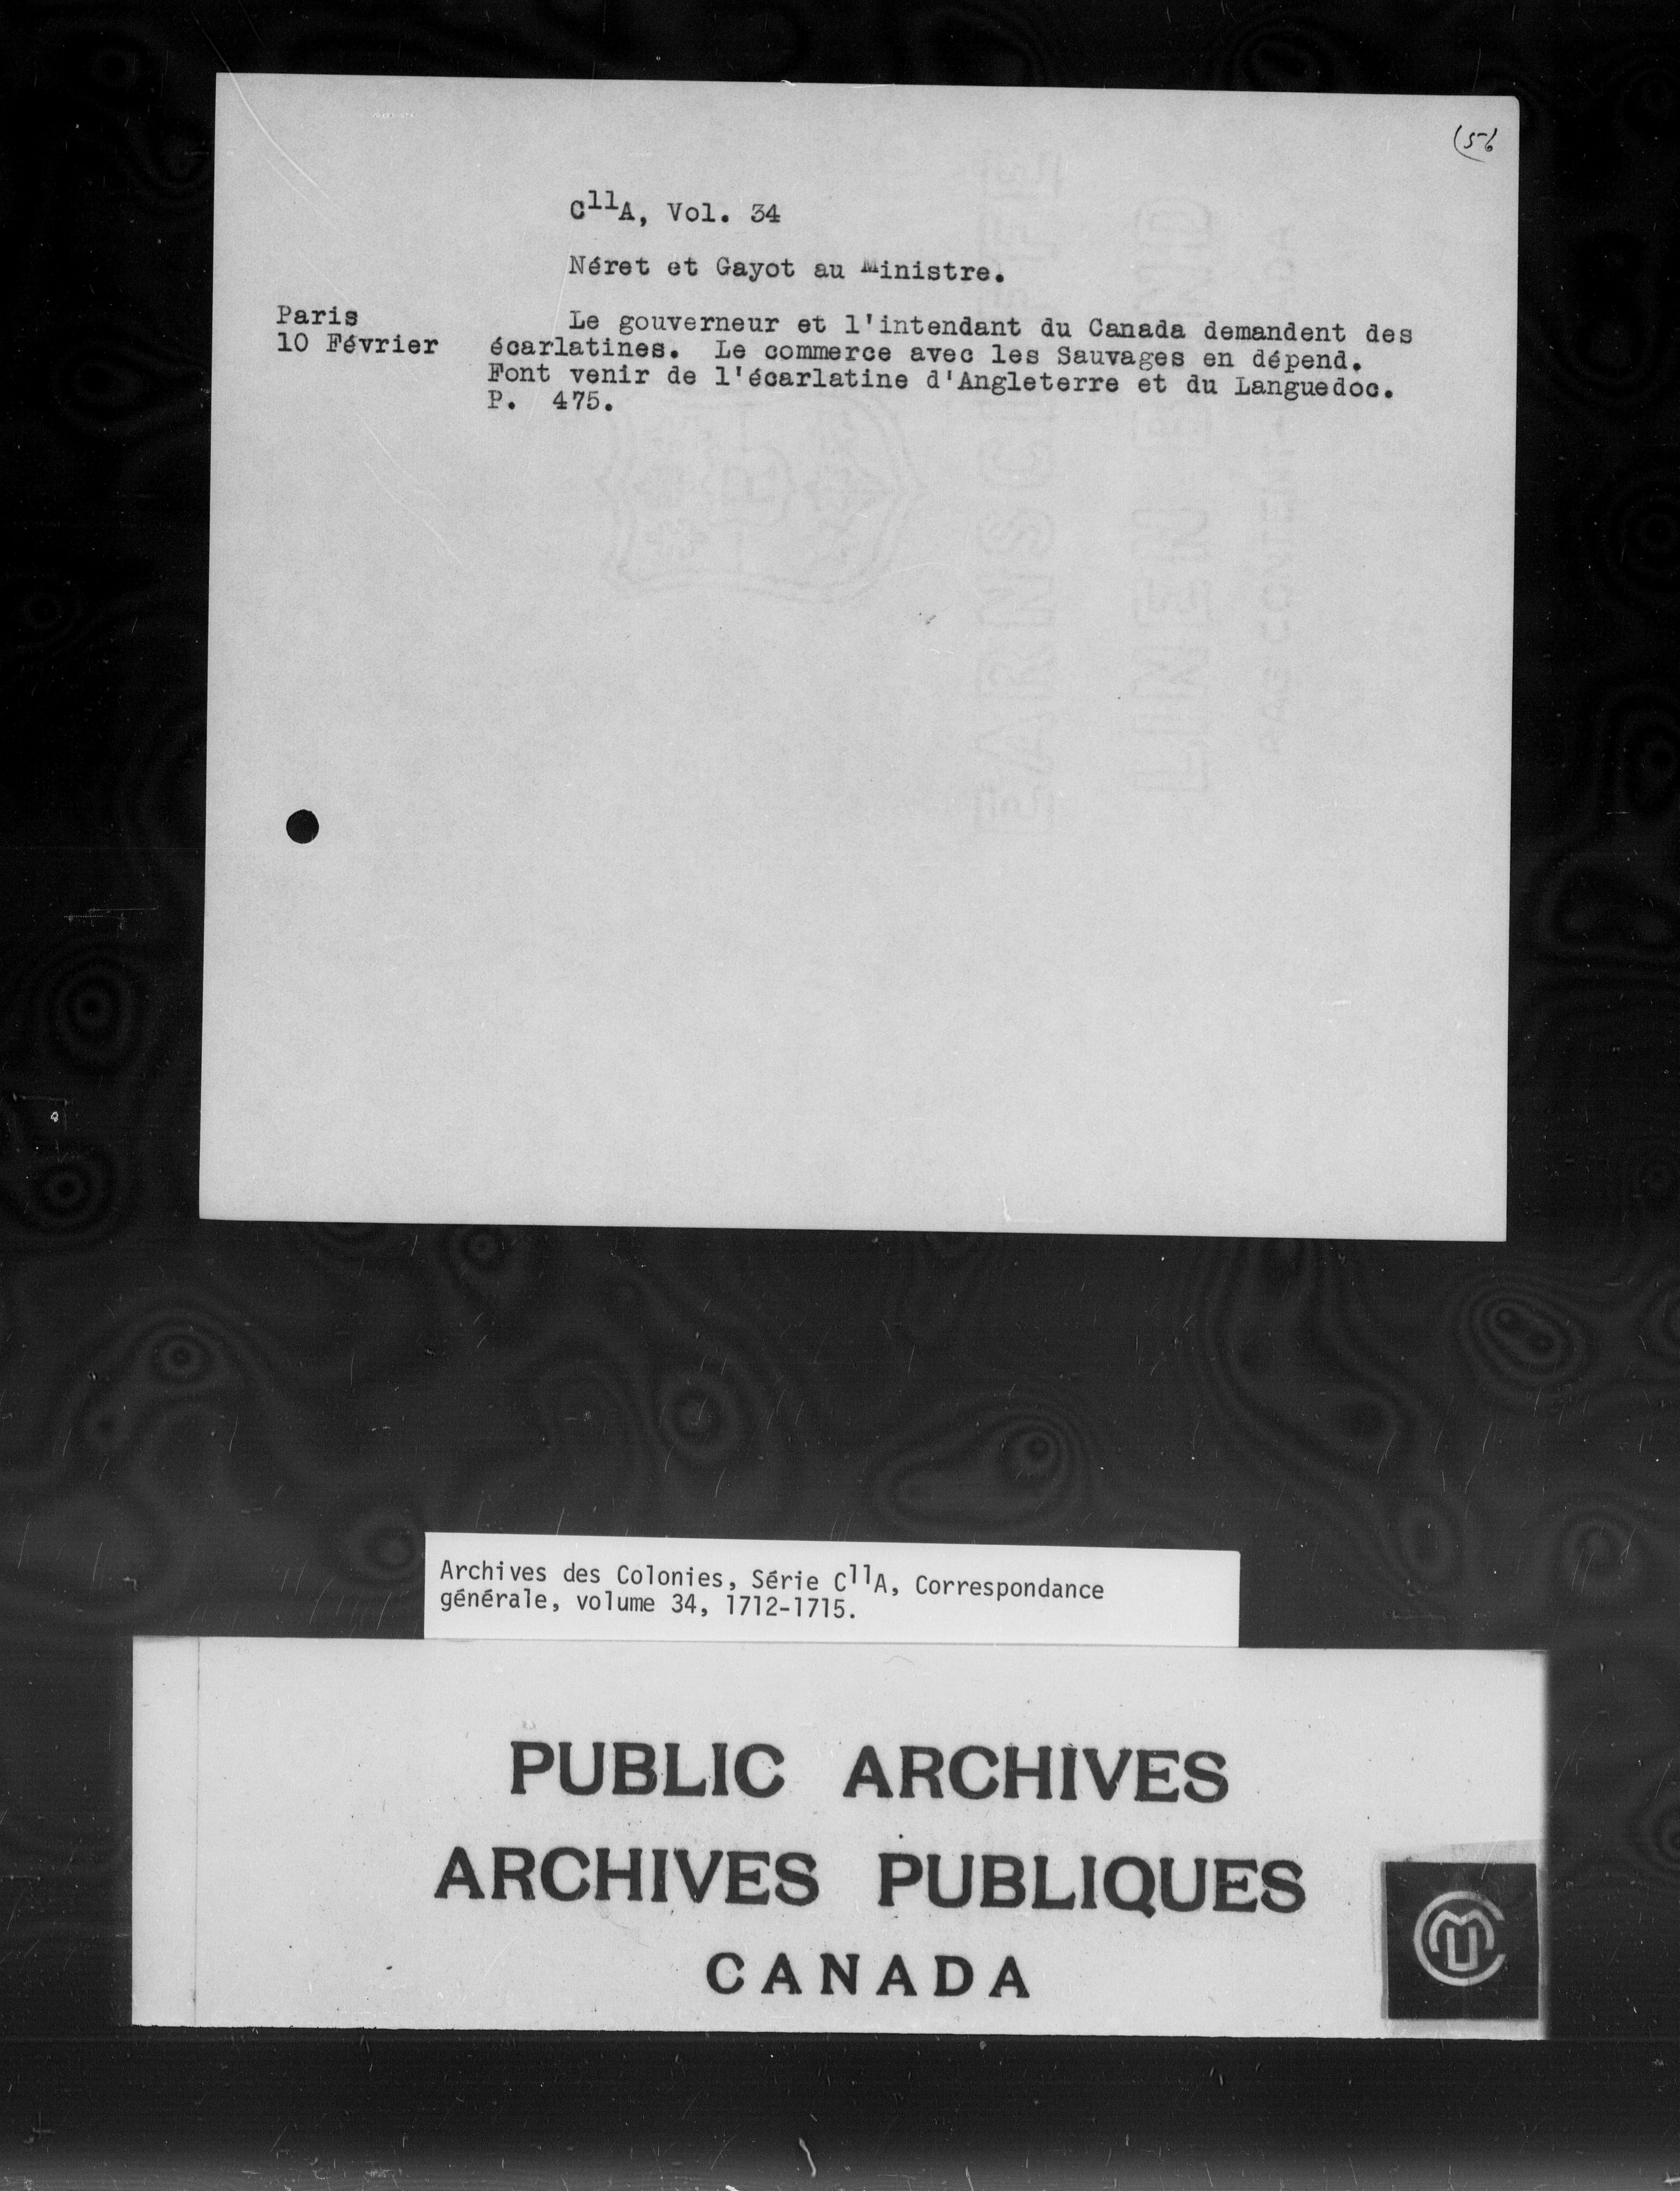 (56
C11A, Vol. 34
Néret et Gayot au Ministre.
Paris
10 Février
Le gouverneur et l'intendant du Canada demandent des
écarlatines. Le commerce avec les Sauvages en dépend.
Font venir de l'écarlatine d'Angleterre et du Languedoc.
P. 475.
Archives des Colonies, Série C11A, Correspondance
générale, volume 34, 1712-1715.
PUBLIC ARCHIVES
ARCHIVES PUBLIQUES
CANADA